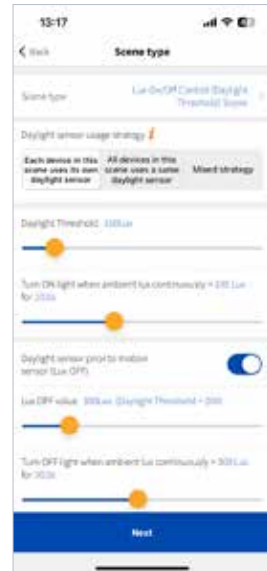 13:17
Back
Scene type
Scene type
Lux On/Off Control (Daylight
Threshold) Scene
Daylight sensor usage strategy i
Each device in this
scene uses its own
daylight sensor
All devices in this
scene uses a same
daylight sensor
Mixed strategy
Daylight Threshold
Turn ON light when ambient lux continuously <
for
Daylight sensor prior to motion
sensor (Lux OFF)
Lux OFF value
(Daylight Threshold +
Turn OFF light when ambient lux continuously >
for
Next